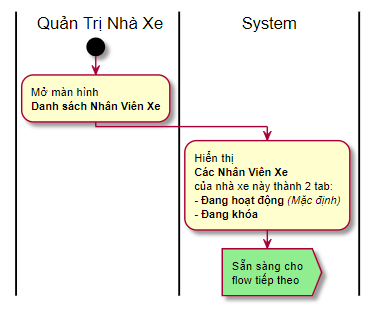 Quản Trị Nhà Xe
System
Mở màn hình
Danh sách Nhân Viên Xe
Hiển thị
Các Nhân Viên Xe
của nhà xe này thành 2 tab:
- Đang hoạt động (Mặc định)
- Đang khóa
Sẵn sàng cho
flow tiếp theo